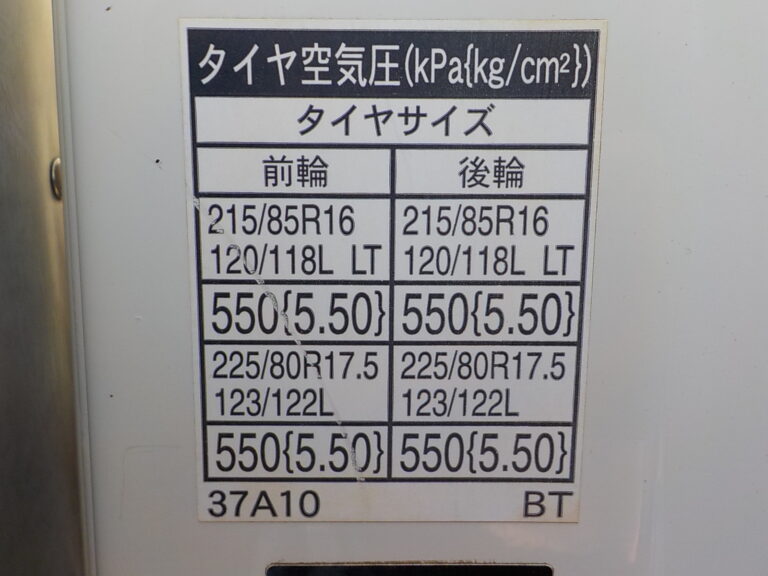 タイヤ空気圧(kPa{kg/cm²})
タイヤサイズ
前輪 後輪
215/85R16 215/85R16
120/118L LT 120/118L LT
550{5.50} 550{5.50}
225/80R17.5 225/80R17.5
123/122L 123/122L
550{5.50} 550{5.50}
37A10 BT